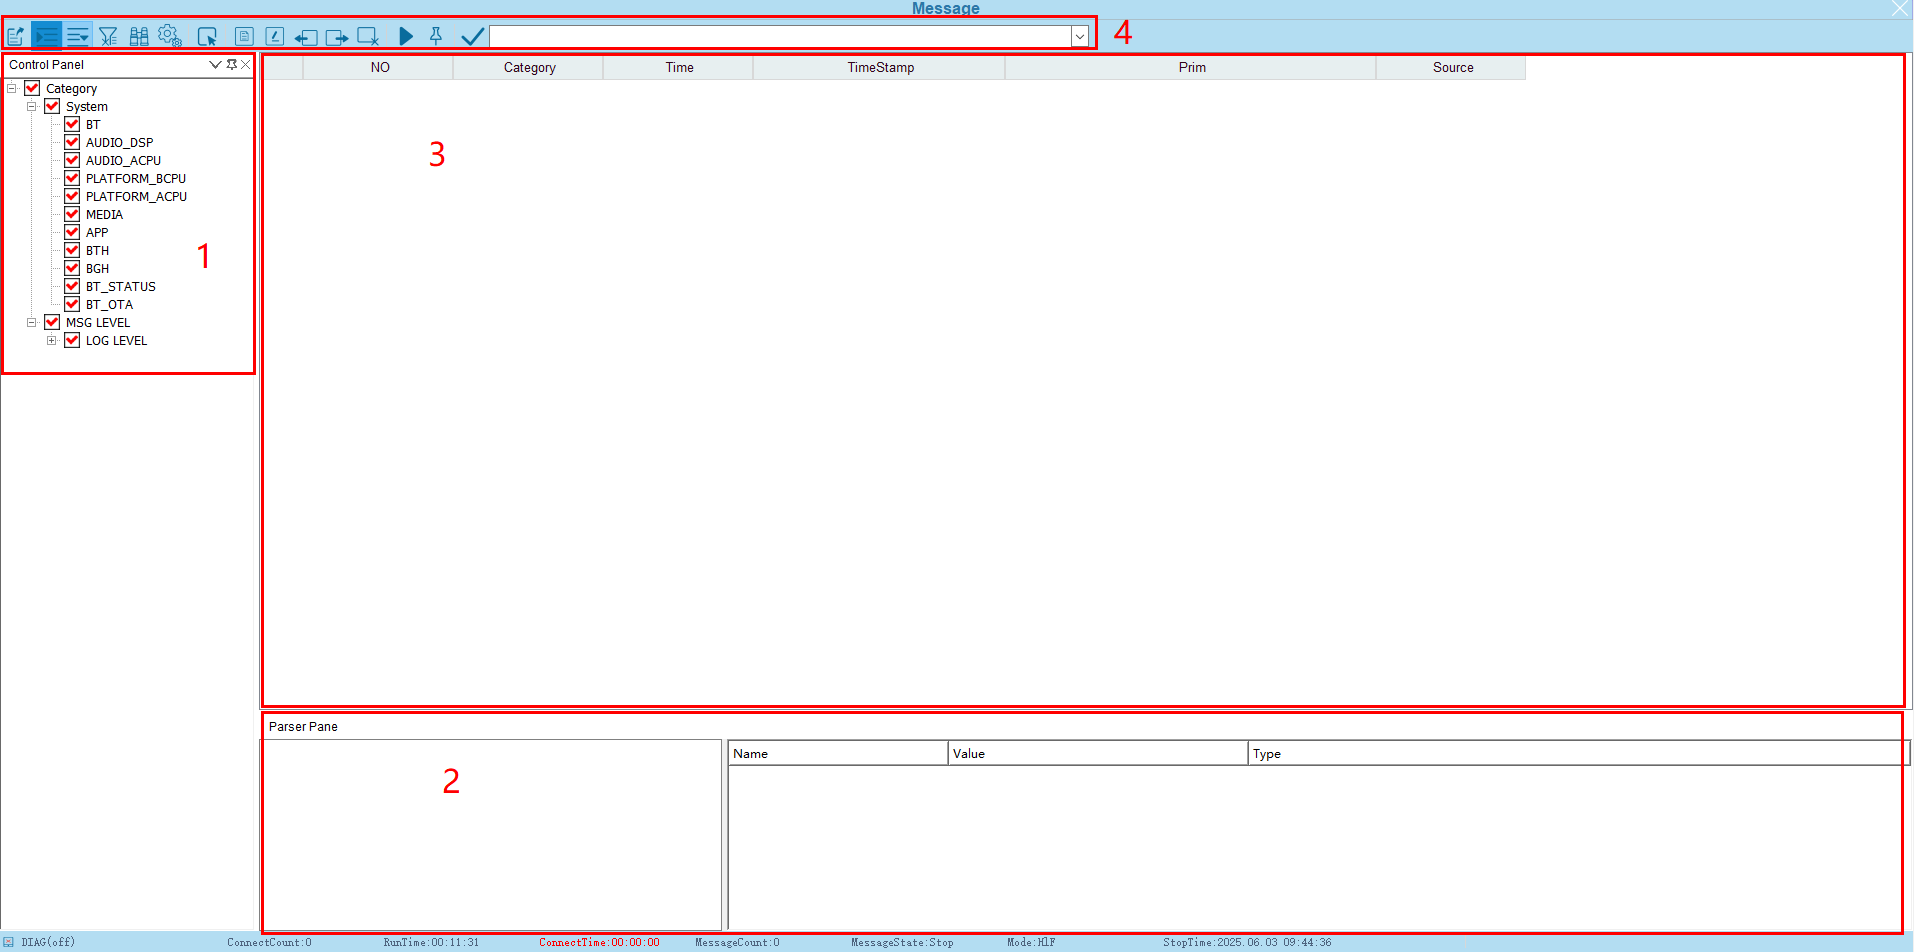 Message
4
Control Panel
NO Category Time TimeStamp Prim Source
Category
System
BT
AUDIO_DSP
AUDIO_ACPU
PLATFORM_BCPU
PLATFORM_ACPU
MEDIA
APP
BTH
BGH
BT_STATUS
BT_OTA
MSG LEVEL
LOG LEVEL
1
3
Parser Pane
Name Value Type
2
DIAG(off) ConnectCount:0 RunTime:00:11:31 ConnectTime:00:00:00 MessageCount:0 MessageState:Stop Mode:HlF StopTime:2025.06.03 09:44:36